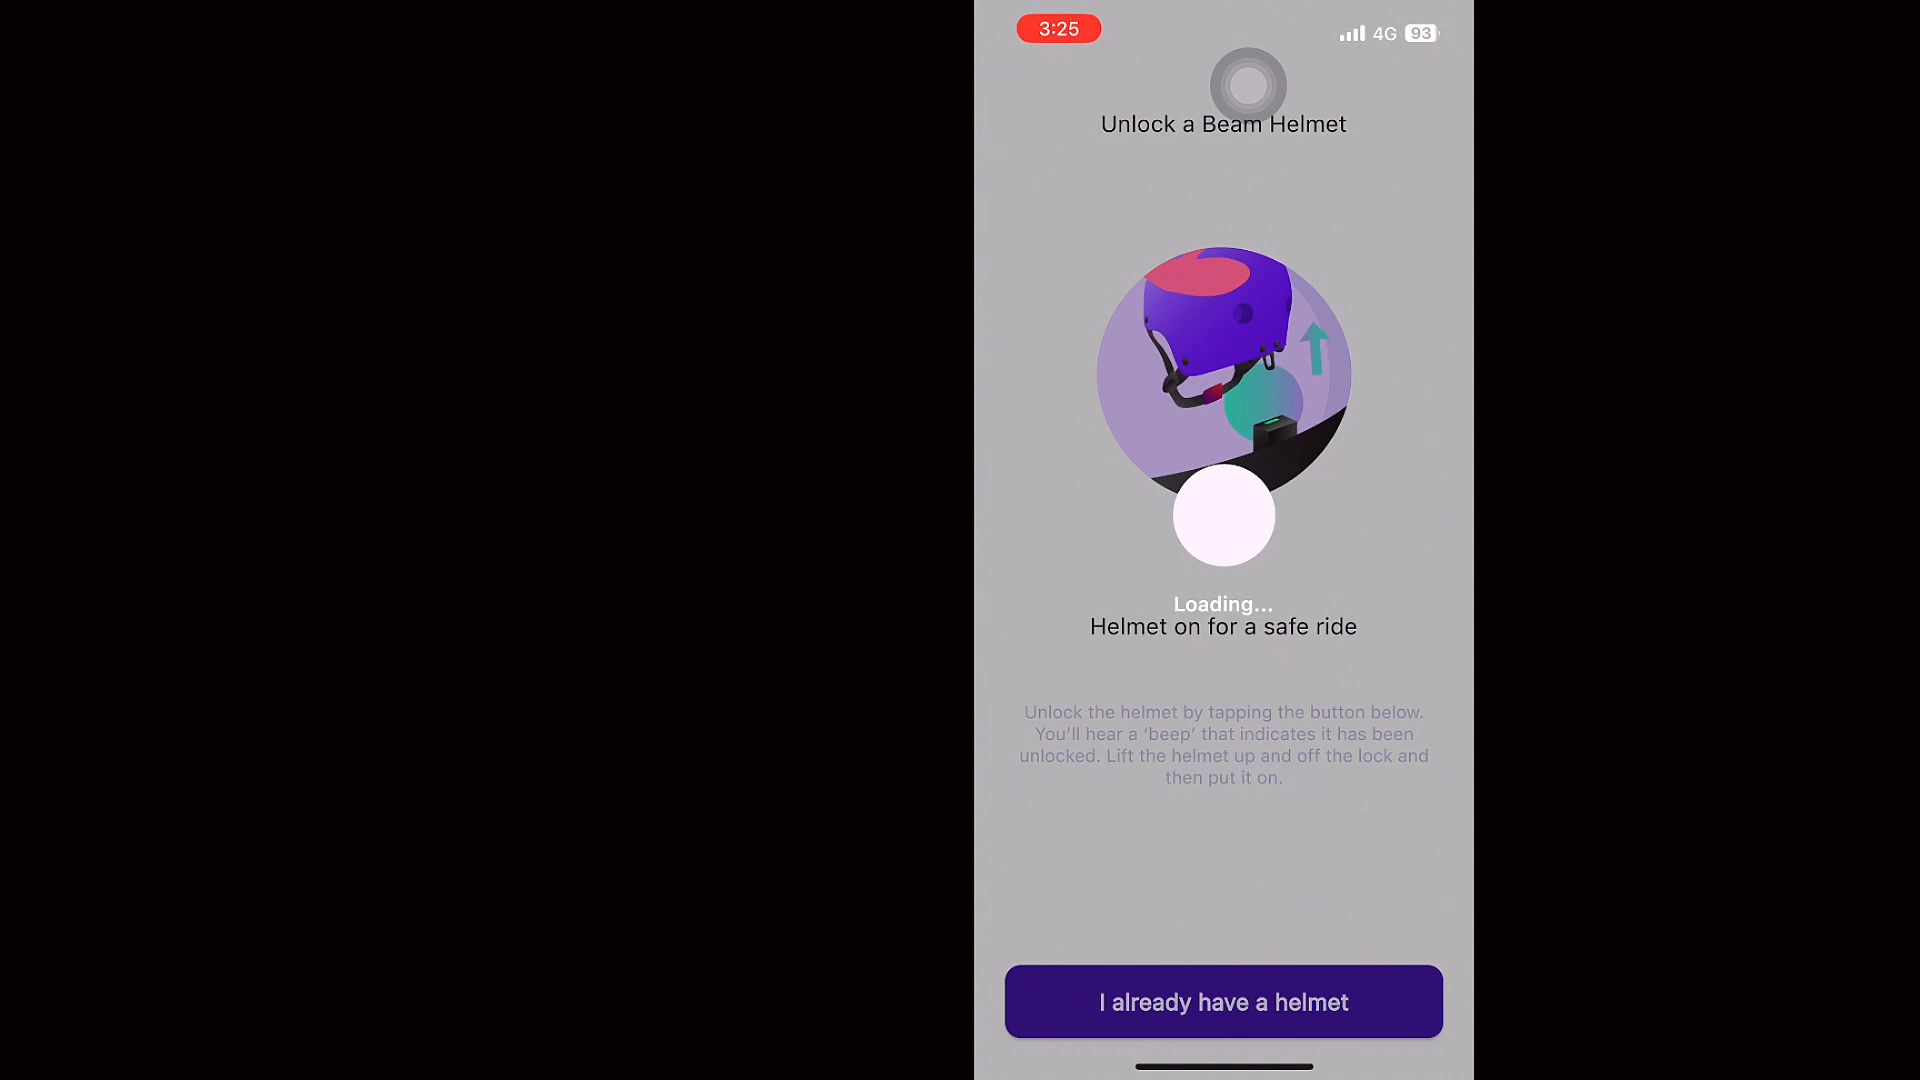 3:25
4G 93
Unlock a Beam Helmet
Loading...
Helmet on for a safe ride
Unlock the helmet by tapping the button below.
You'll hear a ‘beep’ that indicates it has been
unlocked. Lift the helmet up and off the lock and
then put it on.
I already have a helmet